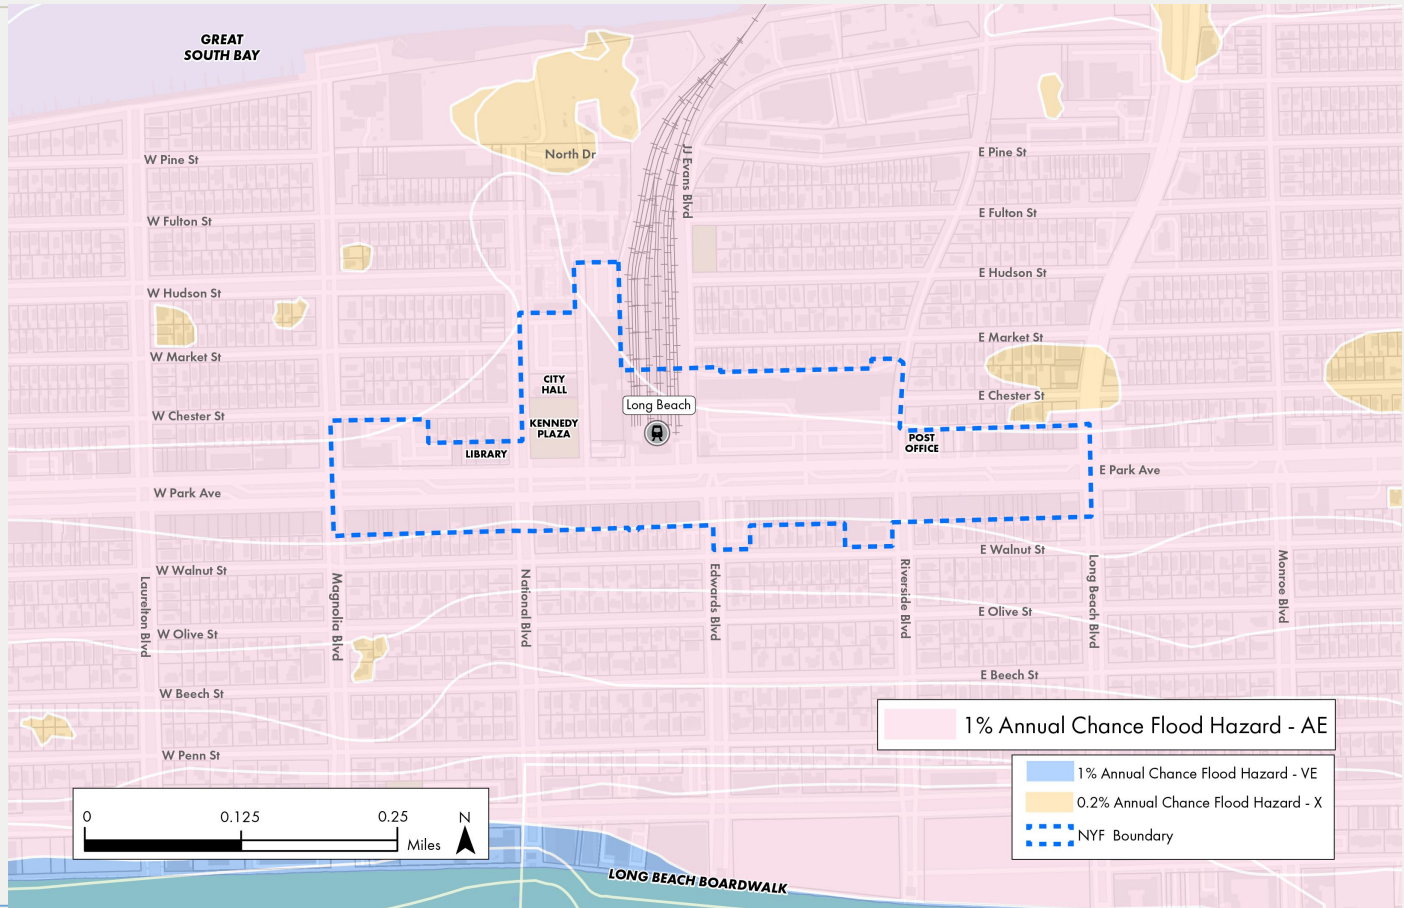 GREAT
SOUTH BAY
W Pine St
North Dr
JJ Evans Blvd
E Pine St
W Fulton St
E Fulton St
W Hudson St
E Hudson St
W Market St
E Market St
CITY
HALL
W Chester St
Long Beach
E Chester St
KENNEDY
PLAZA
LIBRARY
POST
OFFICE
E Park Ave
W Park Ave
W Walnut St
E Walnut St
Laurelton Blvd
Magnolia Blvd
National Blvd
Edwards Blvd
Riverside Blvd
Long Beach Blvd
Monroe Blvd
W Olive St
E Olive St
W Beech St
E Beech St
W Penn St
1% Annual Chance Flood Hazard - AE
1% Annual Chance Flood Hazard - VE
0.2% Annual Chance Flood Hazard - X
NYF Boundary
0 0.125 0.25 N
Miles
LONG BEACH BOARDWALK